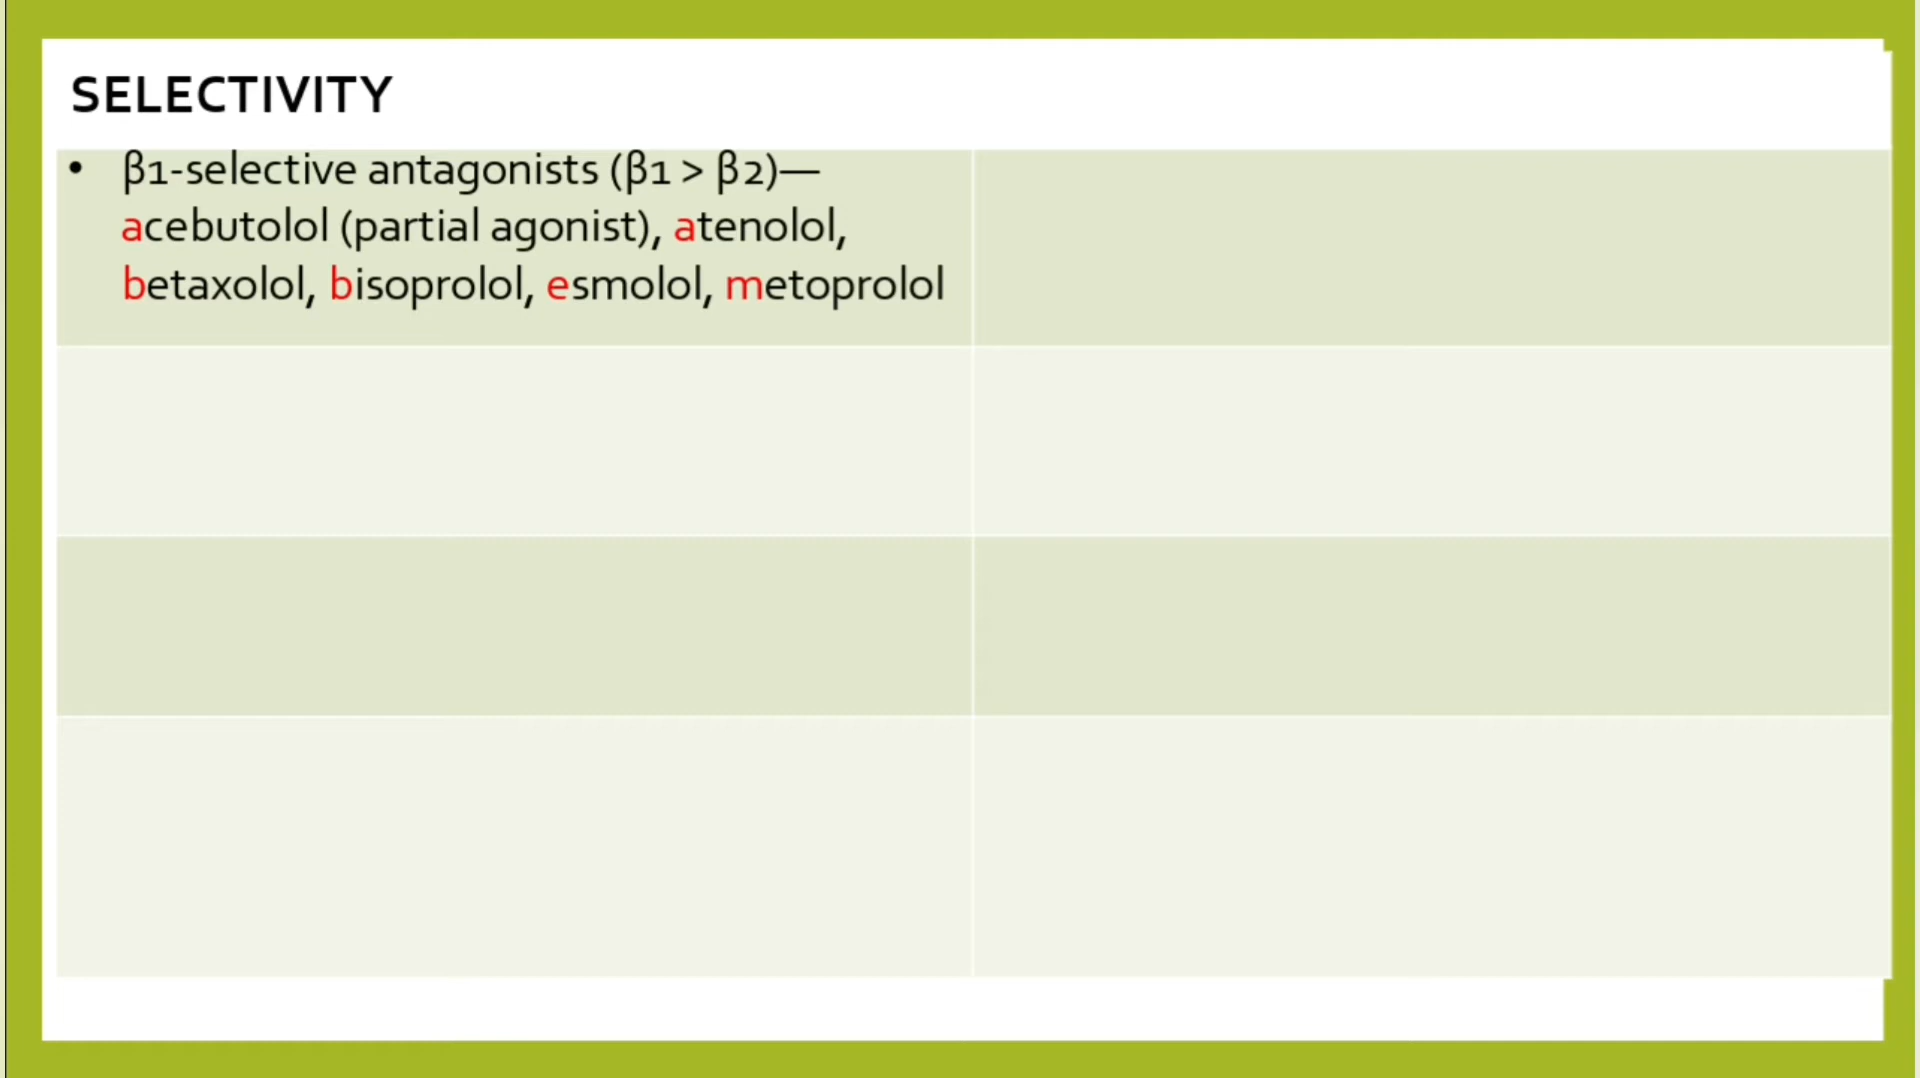 SELECTIVITY
• β1-selective antagonists (β1 > β2)—
acebutolol (partial agonist), atenolol,
betaxolol, bisoprolol, esmolol, metoprolol